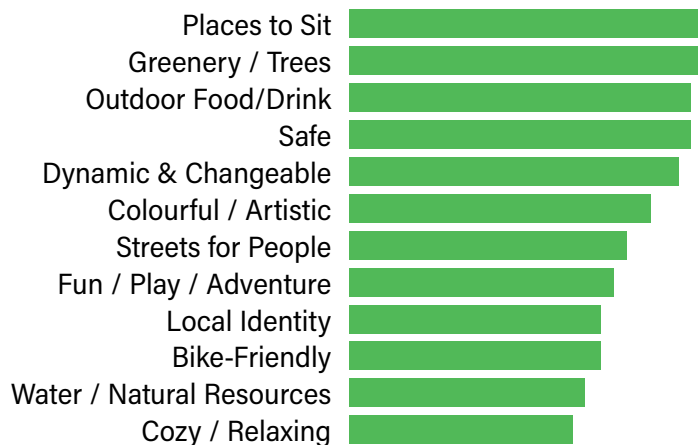 Places to Sit
Greenery / Trees
Outdoor Food/Drink
Safe
Dynamic & Changeable
Colourful / Artistic
Streets for People
Fun / Play / Adventure
Local Identity
Bike-Friendly
Water / Natural Resources
Cozy / Relaxing